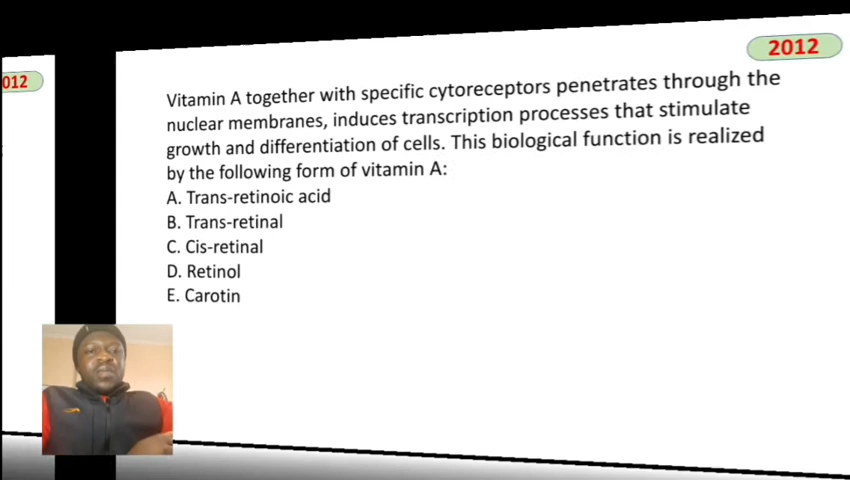 012
2012
Vitamin A together with specific cytoreceptors penetrates through the
nuclear membranes, induces transcription processes that stimulate
growth and differentiation of cells. This biological function is realized
by the following form of vitamin A:
A. Trans-retinoic acid
B. Trans-retinal
C. Cis-retinal
D. Retinol
E. Carotin